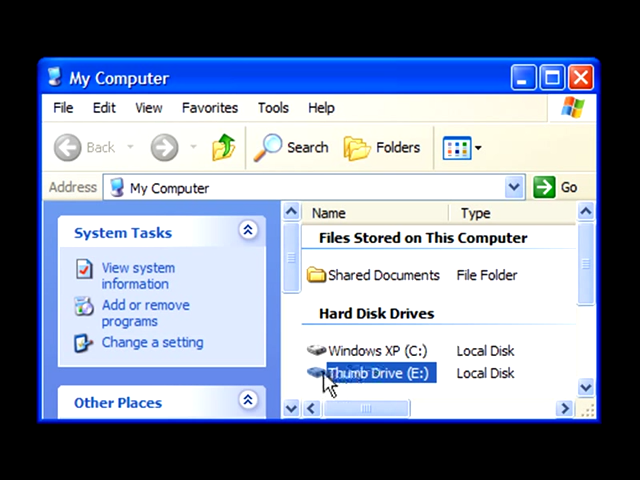 My Computer
File Edit View Favorites Tools Help
Back Search Folders
Address My Computer Go
System Tasks
View system
information
Add or remove
programs
Change a setting
Other Places
Name Type
Files Stored on This Computer
Shared Documents File Folder
Hard Disk Drives
Windows XP (C:) Local Disk
Thumb Drive (E:) Local Disk